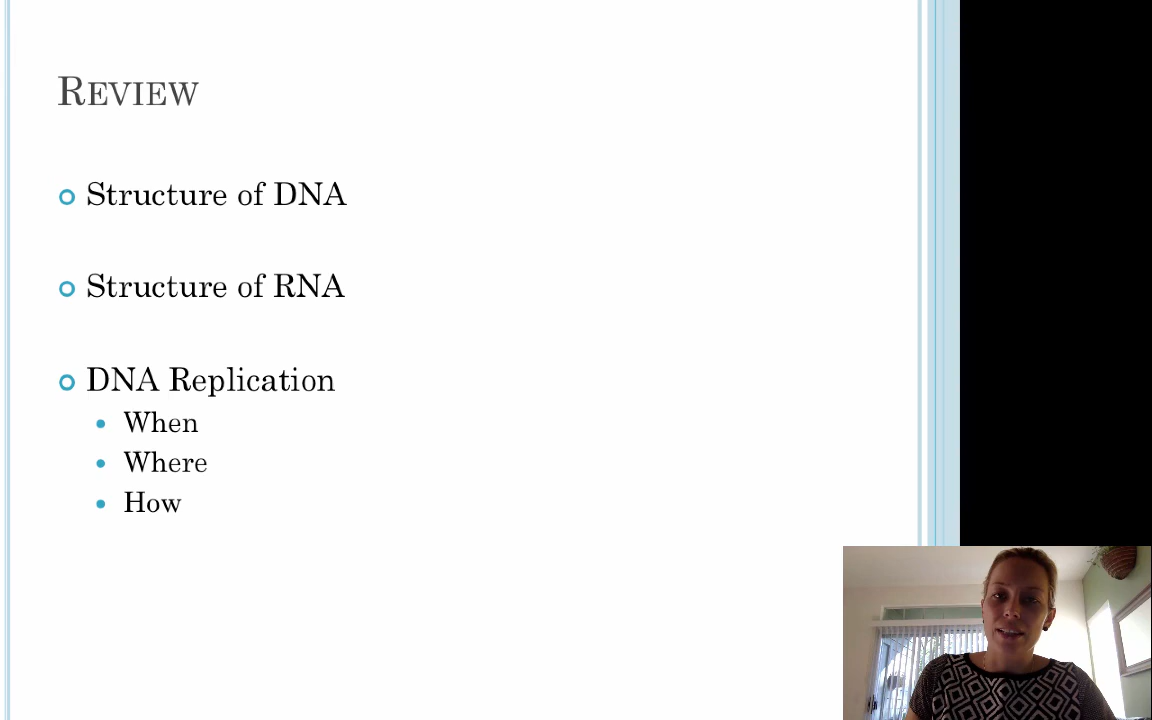 REVIEW
Structure of DNA
Structure of RNA
DNA Replication
When
Where
How